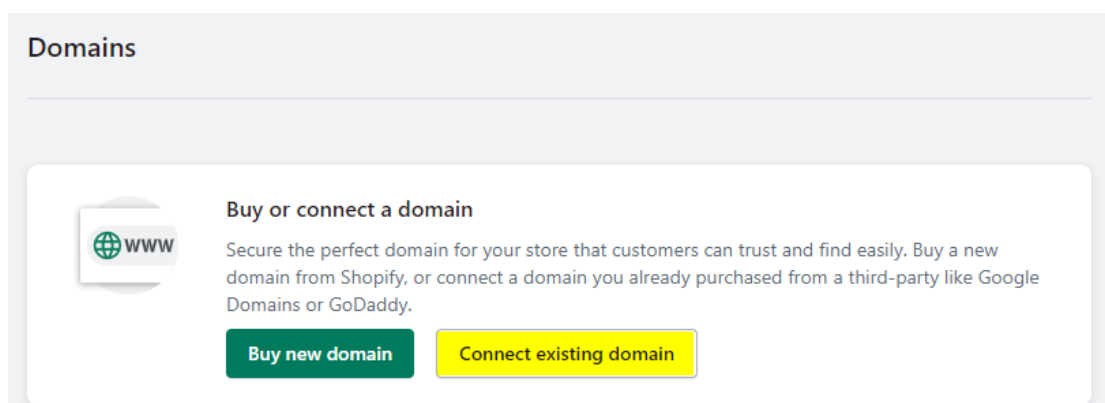 Domains
Buy or connect a domain
www
Secure the perfect domain for your store that customers can trust and find easily. Buy a new
domain from Shopify, or connect a domain you already purchased from a third-party like Google
Domains or GoDaddy.
Buy new domain
Connect existing domain